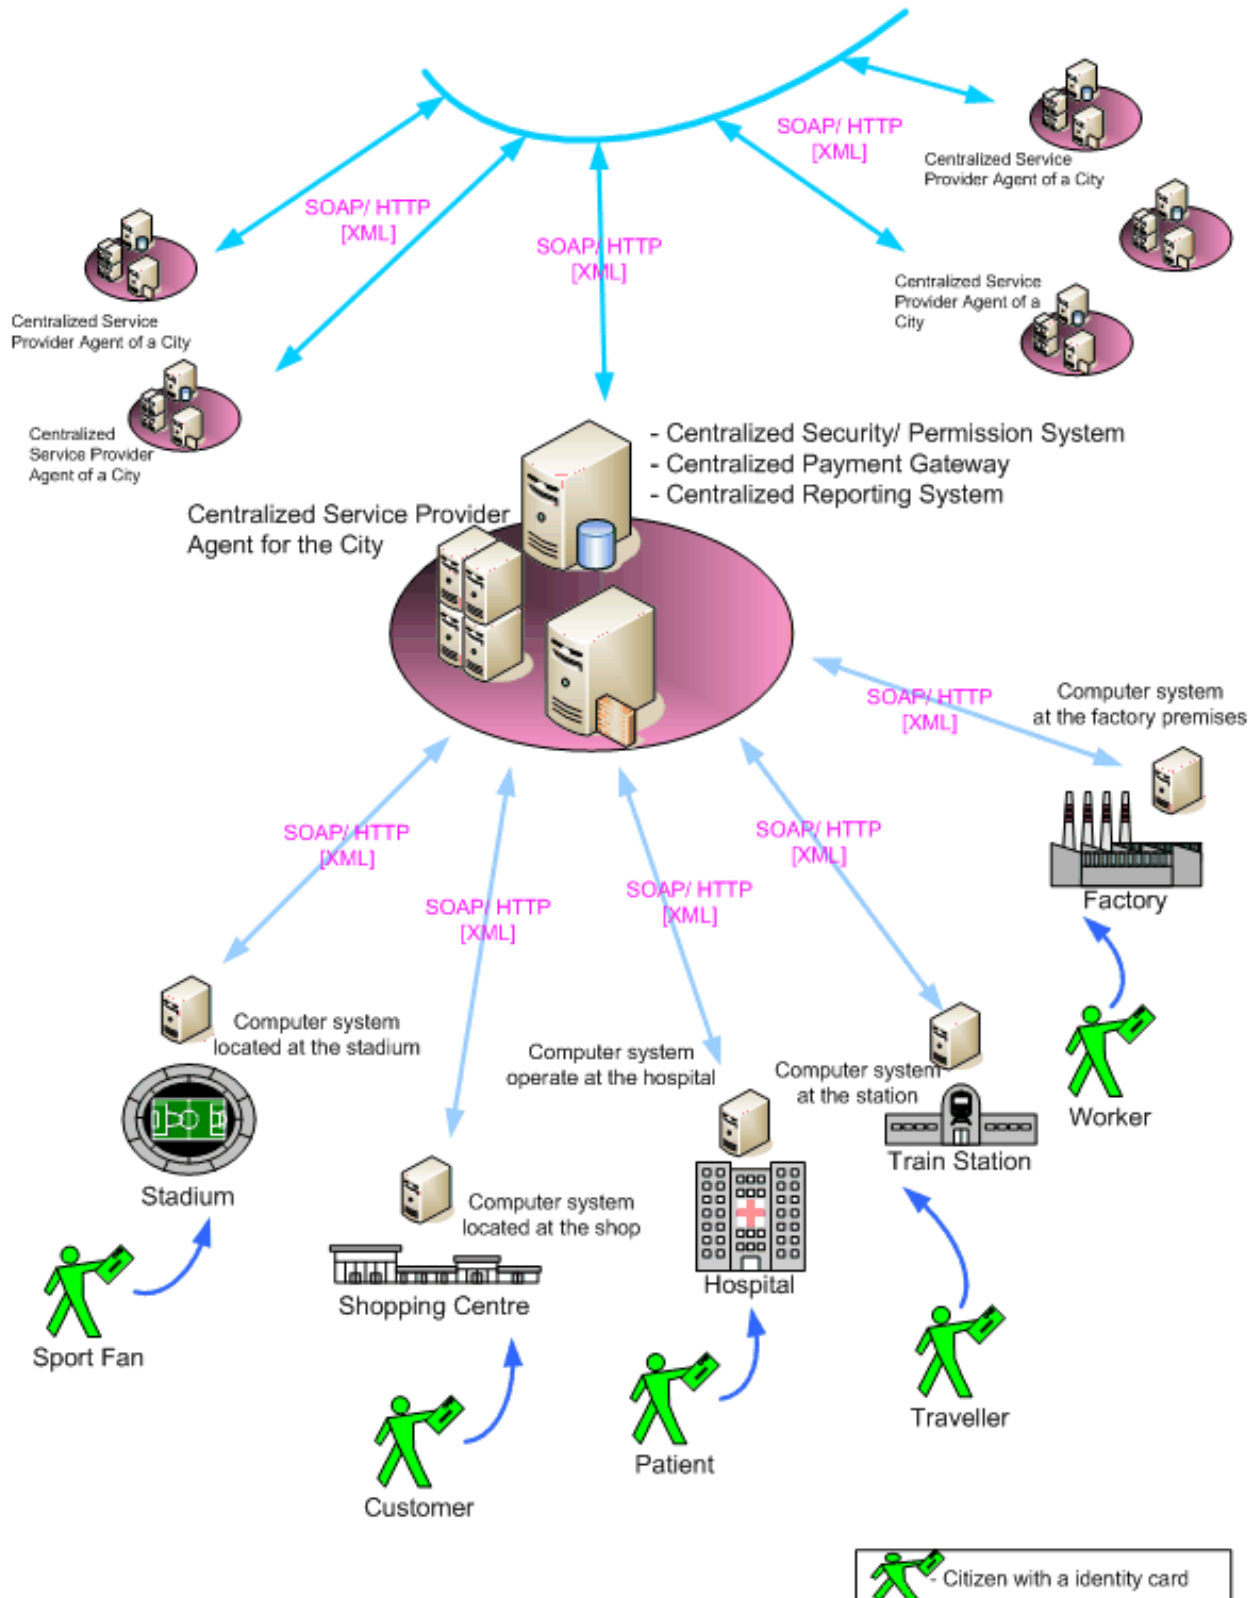 SOAP/ HTTP
[XML]
Centralized Service
Provider Agent of a City
SOAP/ HTTP
[XML]
SOAP/ HTTP
[XML]
Centralized Service
Provider Agent of a
City
Centralized Service
Provider Agent of a City
Centralized
Service Provider
Agent of a City
- Centralized Security/ Permission System
- Centralized Payment Gateway
- Centralized Reporting System
Centralized Service Provider
Agent for the City
SOAP/ HTTP
[XML]
Computer system
at the factory premises
SOAP/ HTTP
[XML]
SOAP/ HTTP
[XML]
SOAP/ HTTP
[XML]
SOAP/ HTTP
[XML]
Factory
Computer system
located at the stadium
Computer system
operate at the hospital
Computer system
at the station
Worker
Train Station
Stadium
Computer system
located at the shop
Hospital
Shopping Centre
Sport Fan
Traveller
Patient
Customer
- Citizen with a identity card